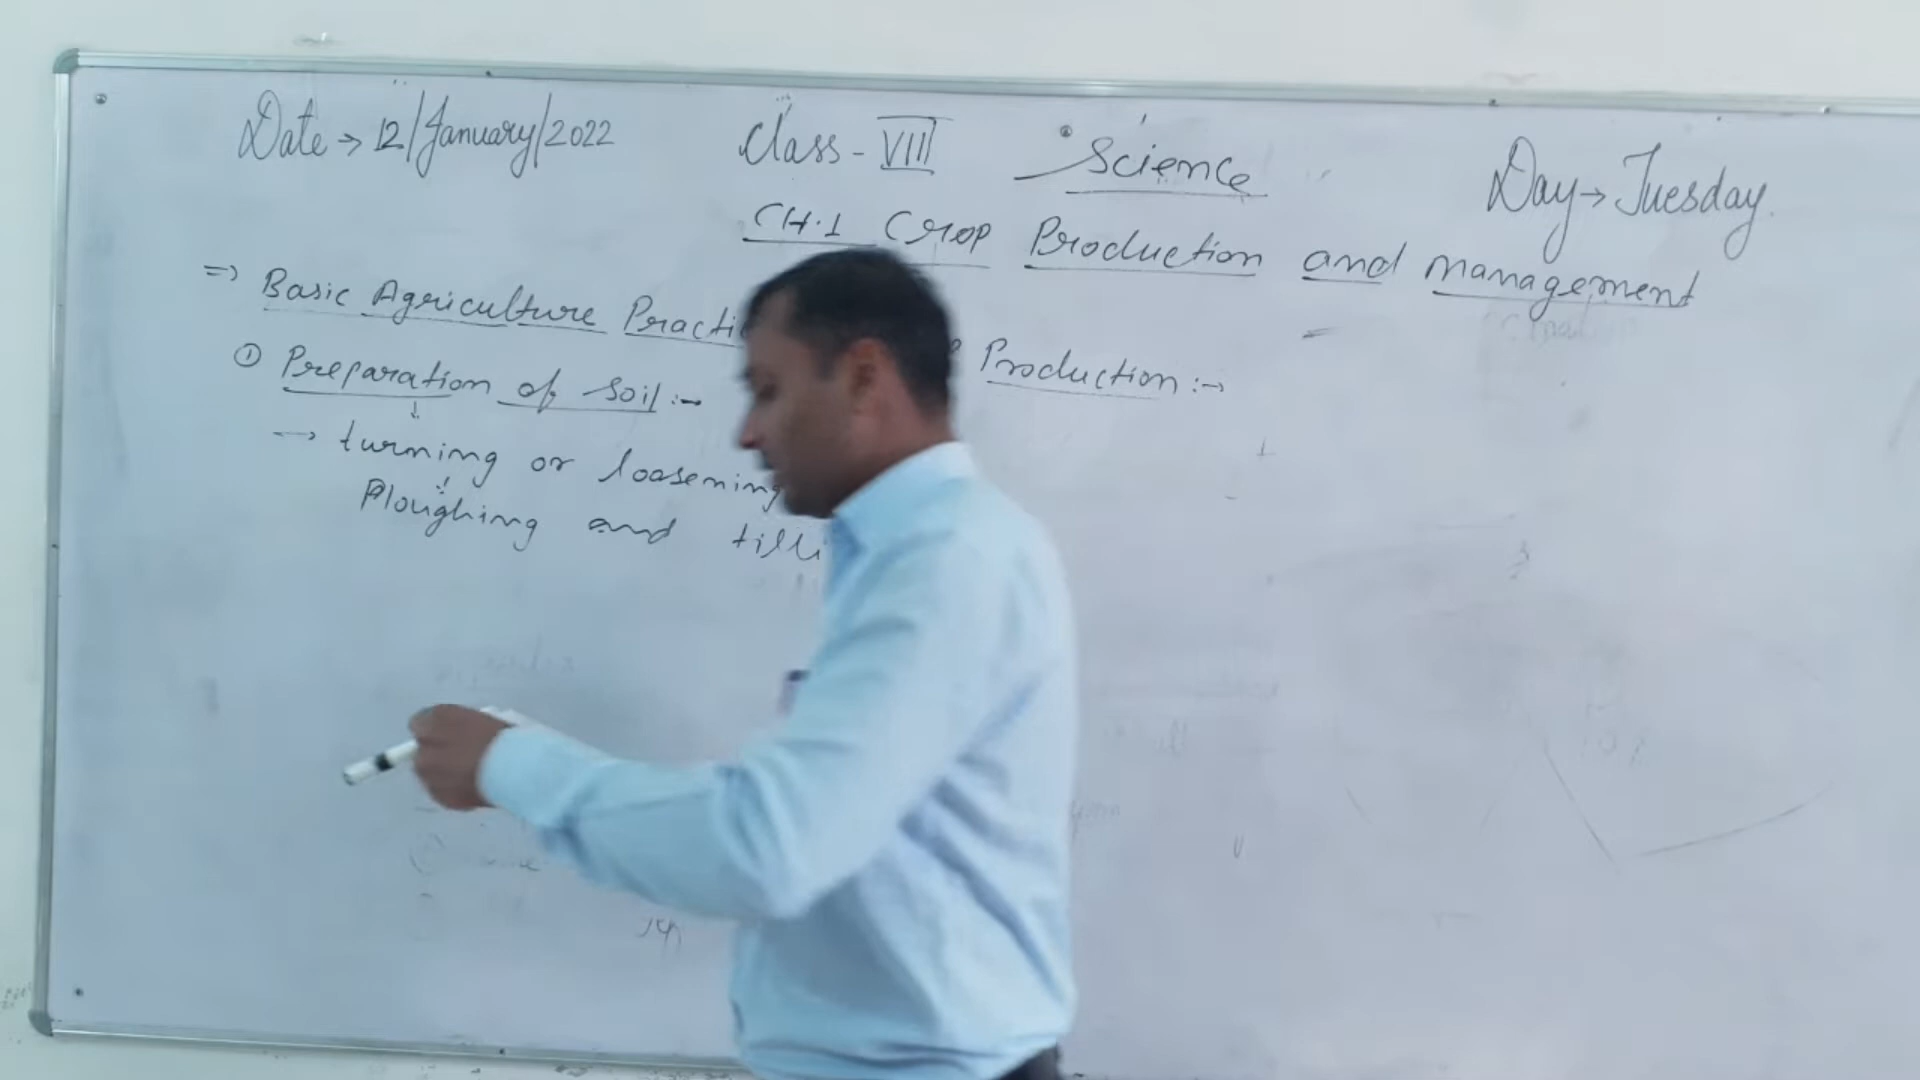 Date → 12/January/2022 Class - VIII Science Day → Tuesday
CH.1 Crop Production and management
⇒ Basic Agriculture Production :→
① Preparation of Soil :→
→ turning or loosening
Ploughing and